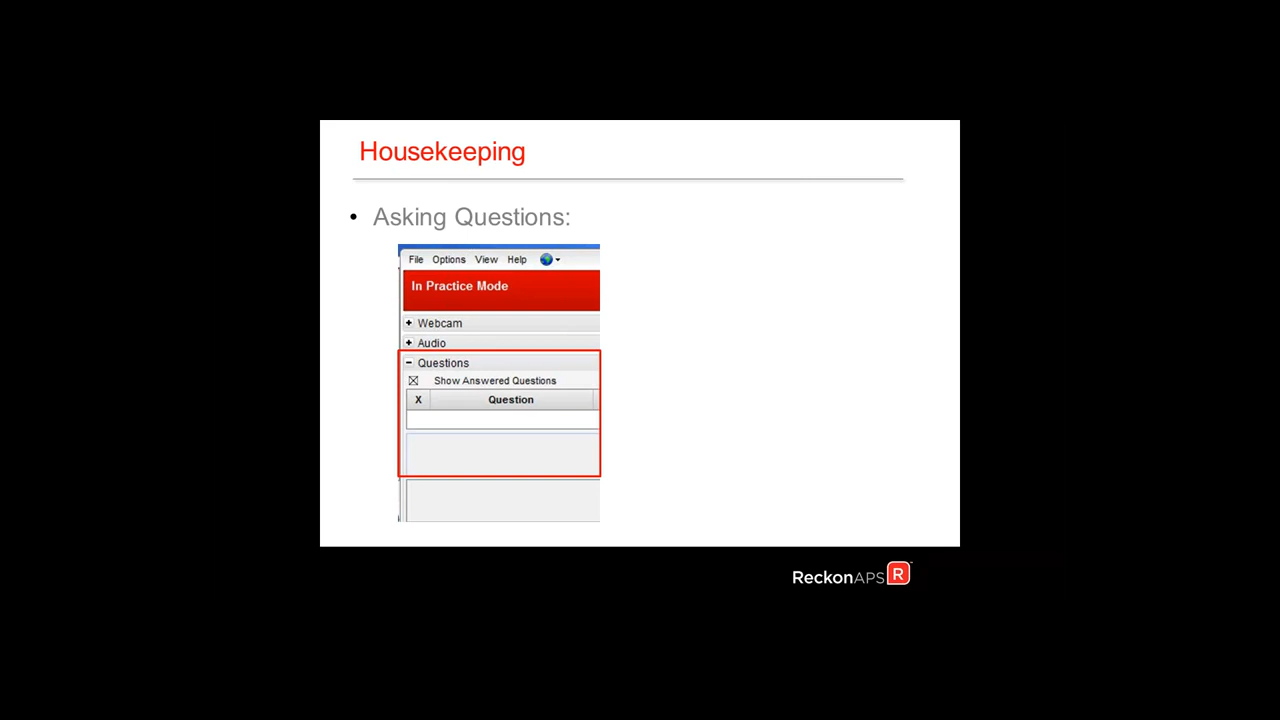 Housekeeping
• Asking Questions:
File Options View Help
In Practice Mode
+ Webcam
+ Audio
- Questions
Show Answered Questions
X Question
ReckonAPS R